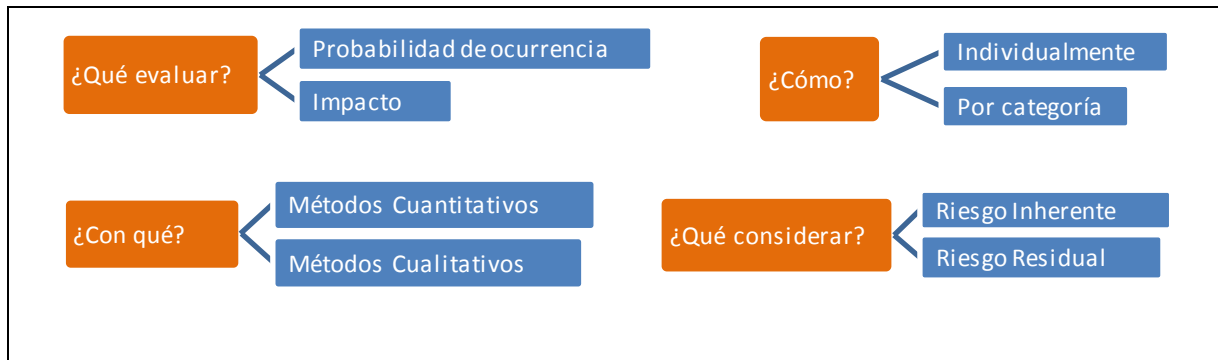 ¿Qué evaluar?
Probabilidad de ocurrencia
Impacto
¿Cómo?
Individualmente
Por categoría
¿Con qué?
Métodos Cuantitativos
Métodos Cualitativos
¿Qué considerar?
Riesgo Inherente
Riesgo Residual